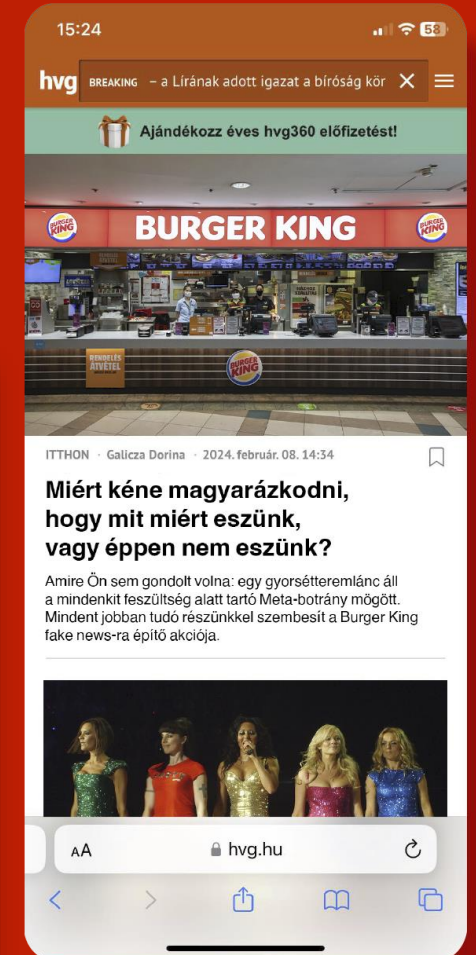 15:24
58
hvg BREAKING – a Lírának adott igazat a bíróság kör
Ajándékozz éves hvg360 előfizetést!
BURGER KING
BURGER KING
BURGER KING
RENDELÉS
ÁTVÉTEL
BURGER KING
ITTHON · Galicza Dorina · 2024. február. 08. 14:34
Miért kéne magyarázkodni,
hogy mit miért eszünk,
vagy éppen nem eszünk?
Amire Ön sem gondolt volna: egy gyorsétteremlánc áll
a mindenkit feszültség alatt tartó Meta-botrány mögött.
Mindent jobban tudó részünkkel szembesít a Burger King
fake news-ra építő akciója.
AA
hvg.hu